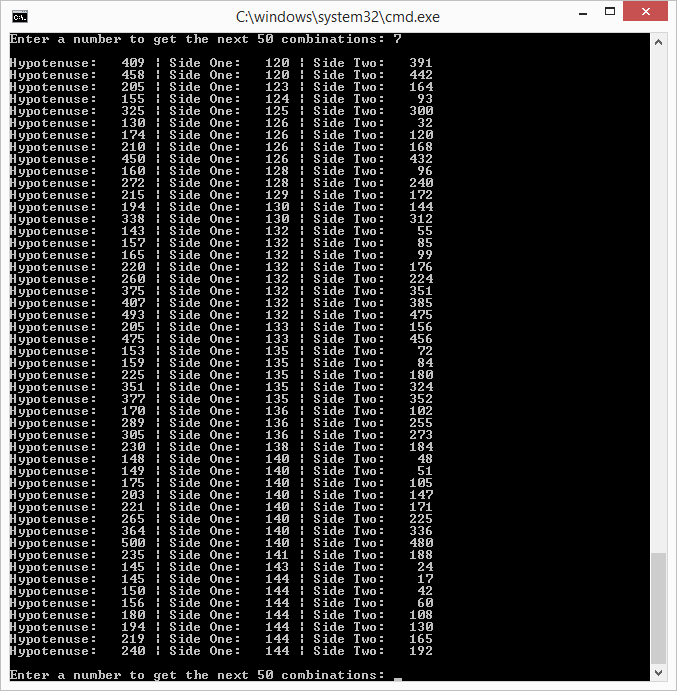 C:\windows\system32\cmd.exe
Enter a number to get the next 50 combinations: 7
Hypotenuse: 409 ¦ Side One: 120 ¦ Side Two: 391
Hypotenuse: 458 ¦ Side One: 120 ¦ Side Two: 442
Hypotenuse: 205 ¦ Side One: 123 ¦ Side Two: 164
Hypotenuse: 155 ¦ Side One: 124 ¦ Side Two: 93
Hypotenuse: 325 ¦ Side One: 125 ¦ Side Two: 300
Hypotenuse: 130 ¦ Side One: 126 ¦ Side Two: 32
Hypotenuse: 174 ¦ Side One: 126 ¦ Side Two: 120
Hypotenuse: 210 ¦ Side One: 126 ¦ Side Two: 168
Hypotenuse: 450 ¦ Side One: 126 ¦ Side Two: 432
Hypotenuse: 160 ¦ Side One: 128 ¦ Side Two: 96
Hypotenuse: 272 ¦ Side One: 128 ¦ Side Two: 240
Hypotenuse: 215 ¦ Side One: 129 ¦ Side Two: 172
Hypotenuse: 194 ¦ Side One: 130 ¦ Side Two: 144
Hypotenuse: 338 ¦ Side One: 130 ¦ Side Two: 312
Hypotenuse: 143 ¦ Side One: 132 ¦ Side Two: 55
Hypotenuse: 157 ¦ Side One: 132 ¦ Side Two: 85
Hypotenuse: 165 ¦ Side One: 132 ¦ Side Two: 99
Hypotenuse: 220 ¦ Side One: 132 ¦ Side Two: 176
Hypotenuse: 260 ¦ Side One: 132 ¦ Side Two: 224
Hypotenuse: 375 ¦ Side One: 132 ¦ Side Two: 351
Hypotenuse: 407 ¦ Side One: 132 ¦ Side Two: 385
Hypotenuse: 493 ¦ Side One: 132 ¦ Side Two: 475
Hypotenuse: 205 ¦ Side One: 133 ¦ Side Two: 156
Hypotenuse: 475 ¦ Side One: 133 ¦ Side Two: 456
Hypotenuse: 153 ¦ Side One: 135 ¦ Side Two: 72
Hypotenuse: 159 ¦ Side One: 135 ¦ Side Two: 84
Hypotenuse: 225 ¦ Side One: 135 ¦ Side Two: 180
Hypotenuse: 351 ¦ Side One: 135 ¦ Side Two: 324
Hypotenuse: 377 ¦ Side One: 135 ¦ Side Two: 352
Hypotenuse: 170 ¦ Side One: 136 ¦ Side Two: 102
Hypotenuse: 289 ¦ Side One: 136 ¦ Side Two: 255
Hypotenuse: 305 ¦ Side One: 136 ¦ Side Two: 273
Hypotenuse: 230 ¦ Side One: 138 ¦ Side Two: 184
Hypotenuse: 148 ¦ Side One: 140 ¦ Side Two: 48
Hypotenuse: 149 ¦ Side One: 140 ¦ Side Two: 51
Hypotenuse: 175 ¦ Side One: 140 ¦ Side Two: 105
Hypotenuse: 203 ¦ Side One: 140 ¦ Side Two: 147
Hypotenuse: 221 ¦ Side One: 140 ¦ Side Two: 171
Hypotenuse: 265 ¦ Side One: 140 ¦ Side Two: 225
Hypotenuse: 364 ¦ Side One: 140 ¦ Side Two: 336
Hypotenuse: 500 ¦ Side One: 140 ¦ Side Two: 480
Hypotenuse: 235 ¦ Side One: 141 ¦ Side Two: 188
Hypotenuse: 145 ¦ Side One: 143 ¦ Side Two: 24
Hypotenuse: 145 ¦ Side One: 144 ¦ Side Two: 17
Hypotenuse: 150 ¦ Side One: 144 ¦ Side Two: 42
Hypotenuse: 156 ¦ Side One: 144 ¦ Side Two: 60
Hypotenuse: 180 ¦ Side One: 144 ¦ Side Two: 108
Hypotenuse: 194 ¦ Side One: 144 ¦ Side Two: 130
Hypotenuse: 219 ¦ Side One: 144 ¦ Side Two: 165
Hypotenuse: 240 ¦ Side One: 144 ¦ Side Two: 192
Enter a number to get the next 50 combinations: